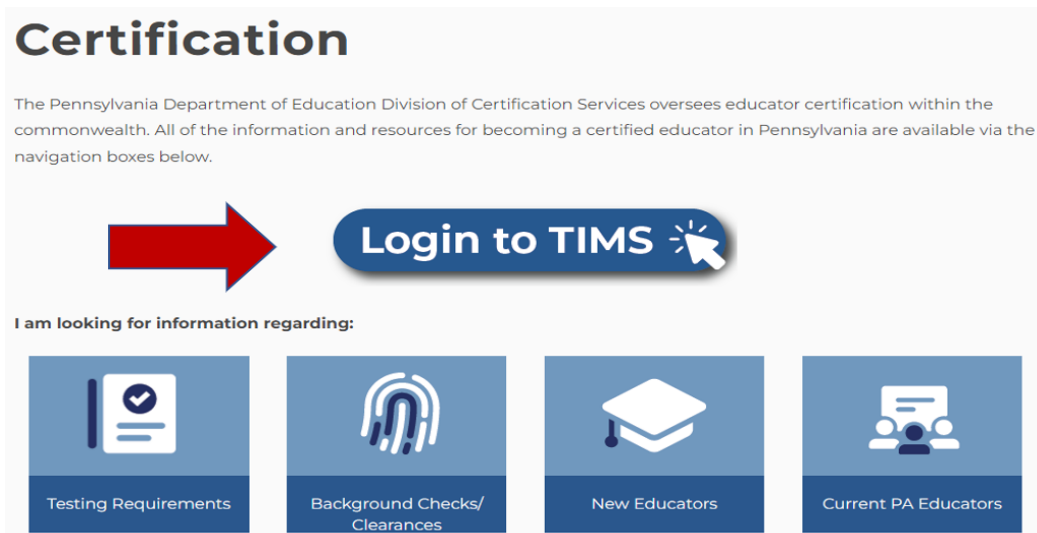 Certification
The Pennsylvania Department of Education Division of Certification Services oversees educator certification within the
commonwealth. All of the information and resources for becoming a certified educator in Pennsylvania are available via the
navigation boxes below.
Login to TIMS
I am looking for information regarding:
Testing Requirements
Background Checks/
Clearances
New Educators
Current PA Educators